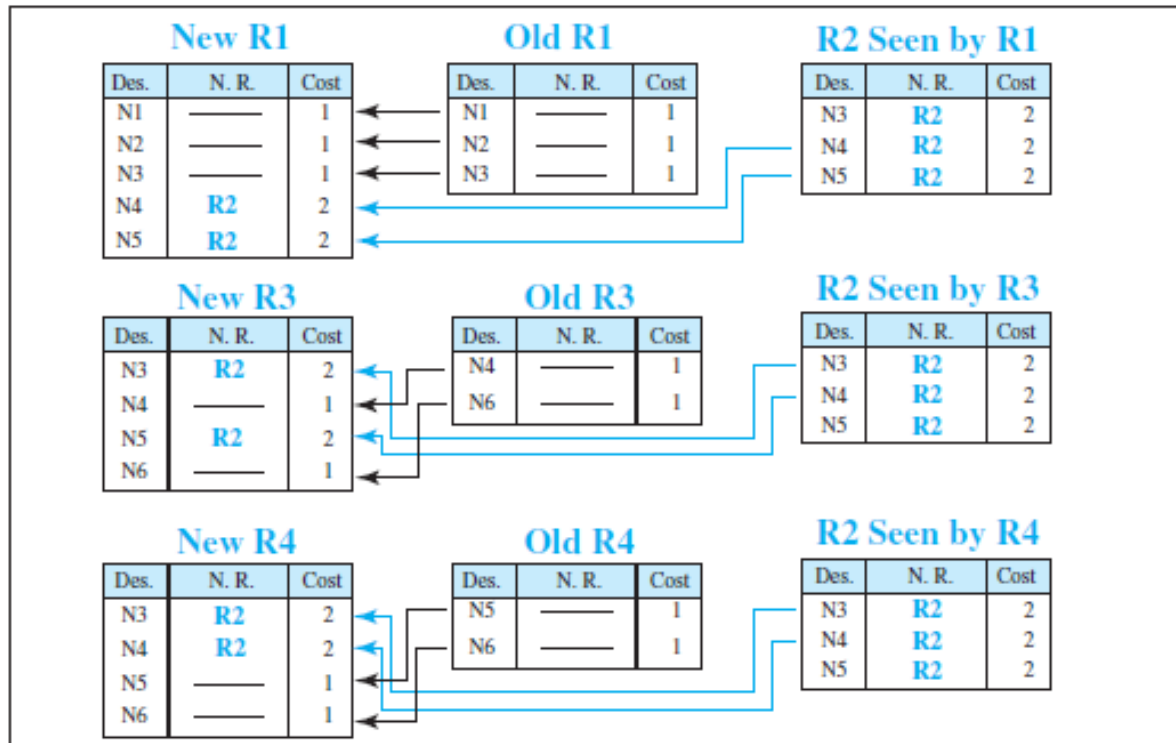 New R1 Old R1 R2 Seen by R1
Des. N. R. Cost Des. N. R. Cost Des. N. R. Cost
N1 —— 1 N1 —— 1 N3 R2 2
N2 —— 1 N2 —— 1 N4 R2 2
N3 —— 1 N3 —— 1 N5 R2 2
N4 R2 2
N5 R2 2
New R3 Old R3 R2 Seen by R3
Des. N. R. Cost Des. N. R. Cost Des. N. R. Cost
N3 R2 2 N4 —— 1 N3 R2 2
N4 —— 1 N6 —— 1 N4 R2 2
N5 R2 2 N5 R2 2
N6 —— 1
New R4 Old R4 R2 Seen by R4
Des. N. R. Cost Des. N. R. Cost Des. N. R. Cost
N3 R2 2 N5 —— 1 N3 R2 2
N4 R2 2 N6 —— 1 N4 R2 2
N5 —— 1 N5 R2 2
N6 —— 1